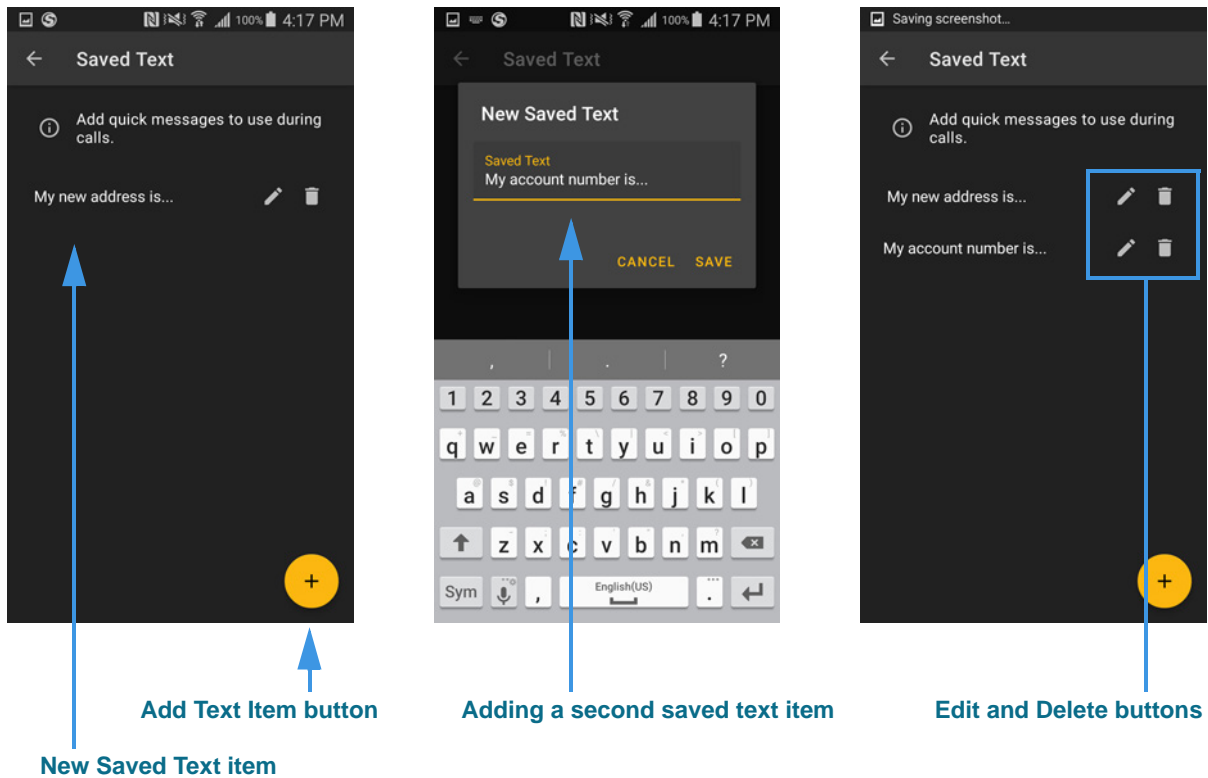 100% 4:17 PM
Saved Text
Add quick messages to use during
calls.
My new address is...
+
100% 4:17 PM
Saved Text
New Saved Text
Saved Text
My account number is...
CANCEL SAVE
, . ?
1 2 3 4 5 6 7 8 9 0
q w e r t y u i o p
a s d f g h j k l
z x c v b n m
Sym , English(US) .
Saving screenshot...
Saved Text
Add quick messages to use during
calls.
My new address is...
My account number is...
+
Add Text Item button
Adding a second saved text item
Edit and Delete buttons
New Saved Text item